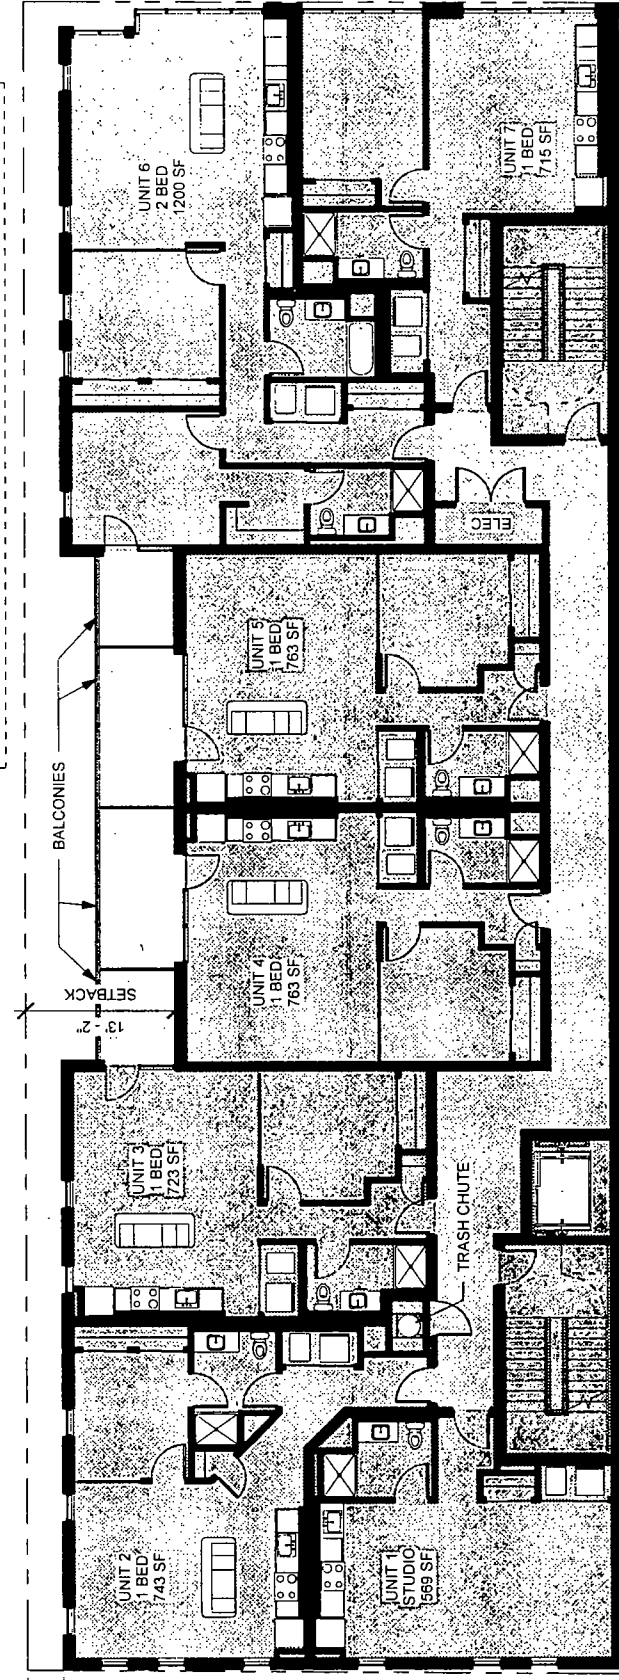 UNIT 6
2 BED
1200 SF
UNIT 7
1 BED
715 SF
ELEC
BALCONIES
UNIT 5
1 BED
763 SF
UNIT 4
1 BED
763 SF
13' - 2"
SETBACK
UNIT 3
1 BED
723 SF
TRASH CHUTE
UNIT 2
1 BED
743 SF
UNIT 1
STUDIO
569 SF